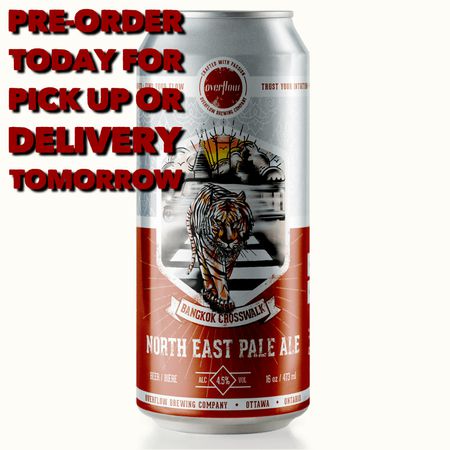 PRE-ORDER
TODAY FOR
PICK UP OR
DELIVERY
TOMORROW
CRAFTED WITH PASSION
overflow
OVERFLOW BREWING COMPANY
TRUST YOUR INTUITION
BANGKOK CROSSWALK
NORTH EAST PALE ALE
BEER / BIÈRE
ALC 4.5% VOL
16 oz / 473 ml
OVERFLOW BREWING COMPANY • OTTAWA • ONTARIO